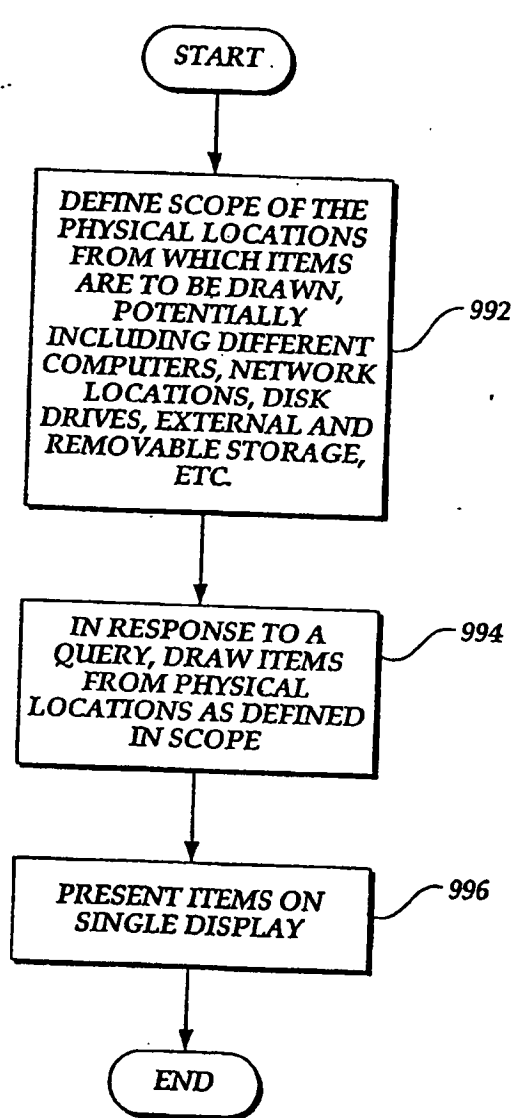 START
DEFINE SCOPE OF THE
PHYSICAL LOCATIONS
FROM WHICH ITEMS
ARE TO BE DRAWN,
POTENTIALLY
INCLUDING DIFFERENT
COMPUTERS, NETWORK
LOCATIONS, DISK
DRIVES, EXTERNAL AND
REMOVABLE STORAGE,
ETC.
992
IN RESPONSE TO A
QUERY, DRAW ITEMS
FROM PHYSICAL
LOCATIONS AS DEFINED
IN SCOPE
994
PRESENT ITEMS ON
SINGLE DISPLAY
996
END